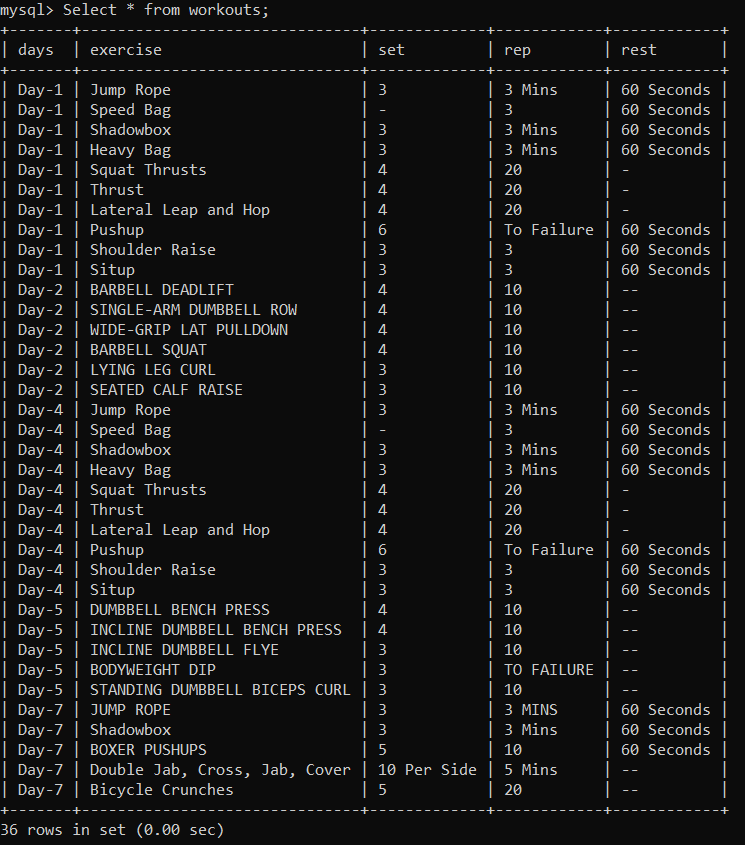 mysql> Select * from workouts;
+-------+-------------------------------+-------------+------------+------------+
| days  | exercise                      | set         | rep        | rest       |
+-------+-------------------------------+-------------+------------+------------+
| Day-1 | Jump Rope                     | 3           | 3 Mins     | 60 Seconds |
| Day-1 | Speed Bag                     | -           | 3          | 60 Seconds |
| Day-1 | Shadowbox                     | 3           | 3 Mins     | 60 Seconds |
| Day-1 | Heavy Bag                     | 3           | 3 Mins     | 60 Seconds |
| Day-1 | Squat Thrusts                 | 4           | 20         | -          |
| Day-1 | Thrust                        | 4           | 20         | -          |
| Day-1 | Lateral Leap and Hop          | 4           | 20         | -          |
| Day-1 | Pushup                        | 6           | To Failure | 60 Seconds |
| Day-1 | Shoulder Raise                | 3           | 3          | 60 Seconds |
| Day-1 | Situp                         | 3           | 3          | 60 Seconds |
| Day-2 | BARBELL DEADLIFT              | 4           | 10         | --         |
| Day-2 | SINGLE-ARM DUMBBELL ROW       | 4           | 10         | --         |
| Day-2 | WIDE-GRIP LAT PULLDOWN        | 4           | 10         | --         |
| Day-2 | BARBELL SQUAT                 | 4           | 10         | --         |
| Day-2 | LYING LEG CURL                | 3           | 10         | --         |
| Day-2 | SEATED CALF RAISE             | 3           | 10         | --         |
| Day-4 | Jump Rope                     | 3           | 3 Mins     | 60 Seconds |
| Day-4 | Speed Bag                     | -           | 3          | 60 Seconds |
| Day-4 | Shadowbox                     | 3           | 3 Mins     | 60 Seconds |
| Day-4 | Heavy Bag                     | 3           | 3 Mins     | 60 Seconds |
| Day-4 | Squat Thrusts                 | 4           | 20         | -          |
| Day-4 | Thrust                        | 4           | 20         | -          |
| Day-4 | Lateral Leap and Hop          | 4           | 20         | -          |
| Day-4 | Pushup                        | 6           | To Failure | 60 Seconds |
| Day-4 | Shoulder Raise                | 3           | 3          | 60 Seconds |
| Day-4 | Situp                         | 3           | 3          | 60 Seconds |
| Day-5 | DUMBBELL BENCH PRESS          | 4           | 10         | --         |
| Day-5 | INCLINE DUMBBELL BENCH PRESS  | 4           | 10         | --         |
| Day-5 | INCLINE DUMBBELL FLYE         | 3           | 10         | --         |
| Day-5 | BODYWEIGHT DIP                | 3           | TO FAILURE | --         |
| Day-5 | STANDING DUMBBELL BICEPS CURL | 3           | 10         | --         |
| Day-7 | JUMP ROPE                     | 3           | 3 MINS     | 60 Seconds |
| Day-7 | Shadowbox                     | 3           | 3 Mins     | 60 Seconds |
| Day-7 | BOXER PUSHUPS                 | 5           | 10         | 60 Seconds |
| Day-7 | Double Jab, Cross, Jab, Cover | 10 Per Side | 5 Mins     | --         |
| Day-7 | Bicycle Crunches              | 5           | 20         | --         |
+-------+-------------------------------+-------------+------------+------------+
36 rows in set (0.00 sec)